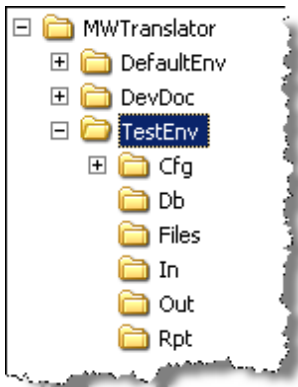 MWTranslator
DefaultEnv
DevDoc
TestEnv
Cfg
Db
Files
In
Out
Rpt